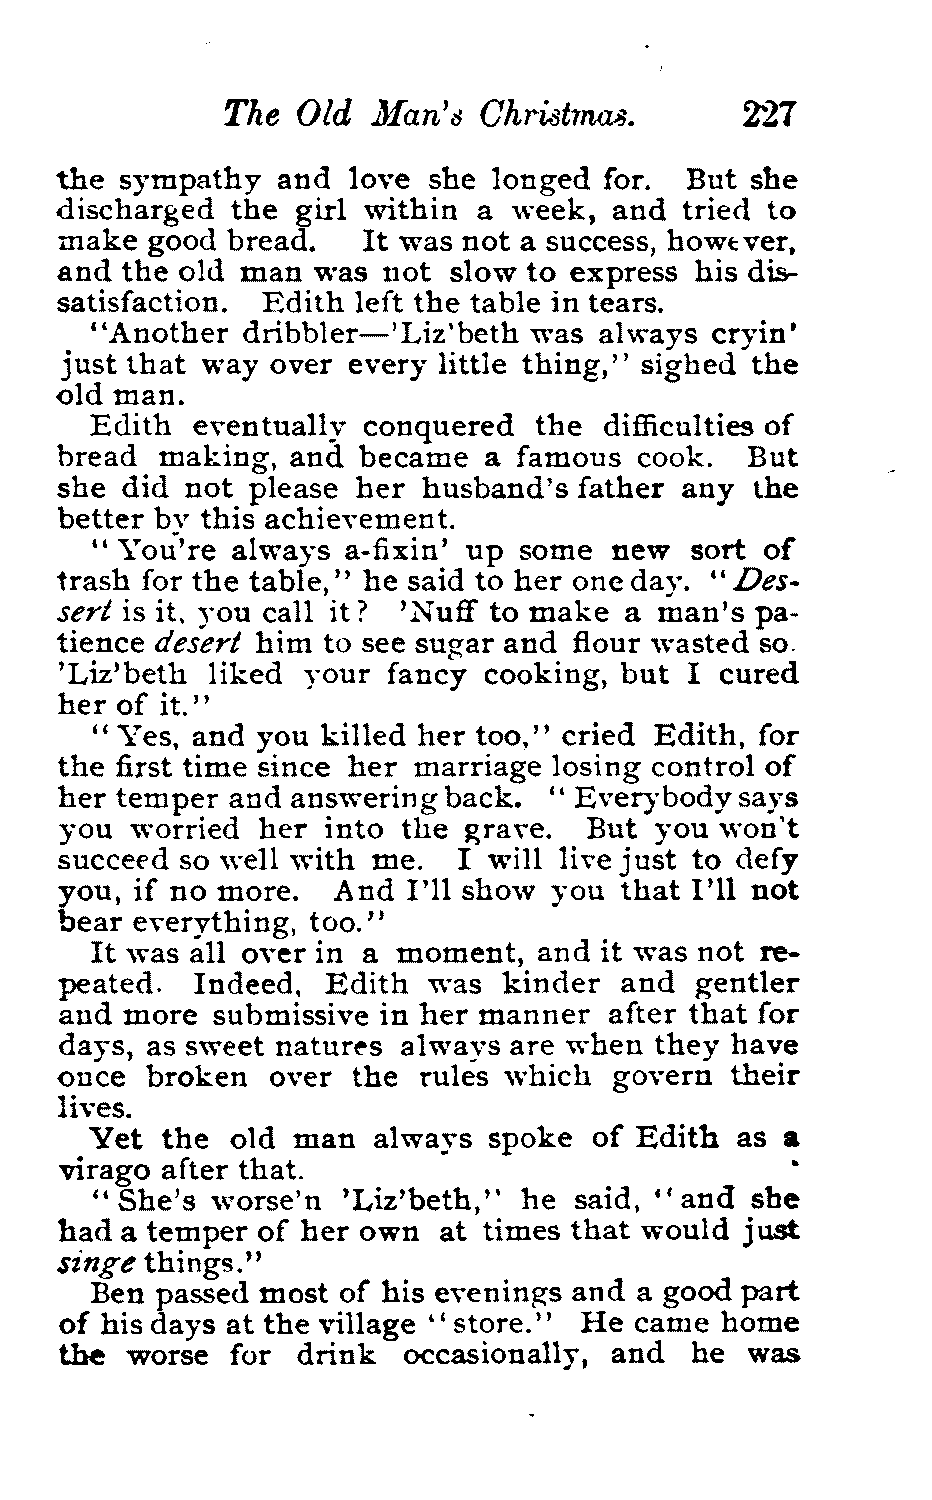 The Old Man's Christmas. 227
the sympathy and love she longed for. But she
discharged the girl within a week, and tried to
make good bread. It was not a success, however,
and the old man was not slow to express his dis-
satisfaction. Edith left the table in tears.
"Another dribbler—'Liz'beth was always cryin'
just that way over every little thing," sighed the
old man.
Edith eventually conquered the difficulties of
bread making, and became a famous cook. But
she did not please her husband's father any the
better by this achievement.
"You're always a-fixin' up some new sort of
trash for the table," he said to her one day. "Des-
sert is it, you call it? 'Nuff to make a man's pa-
tience desert him to see sugar and flour wasted so.
'Liz'beth liked your fancy cooking, but I cured
her of it."
"Yes, and you killed her too," cried Edith, for
the first time since her marriage losing control of
her temper and answering back. "Everybody says
you worried her into the grave. But you won't
succeed so well with me. I will live just to defy
you, if no more. And I'll show you that I'll not
bear everything, too."
It was all over in a moment, and it was not re-
peated. Indeed, Edith was kinder and gentler
and more submissive in her manner after that for
days, as sweet natures always are when they have
once broken over the rules which govern their
lives.
Yet the old man always spoke of Edith as a
virago after that.
"She's worse'n 'Liz'beth," he said, "and she
had a temper of her own at times that would just
singe things."
Ben passed most of his evenings and a good part
of his days at the village "store." He came home
the worse for drink occasionally, and he was